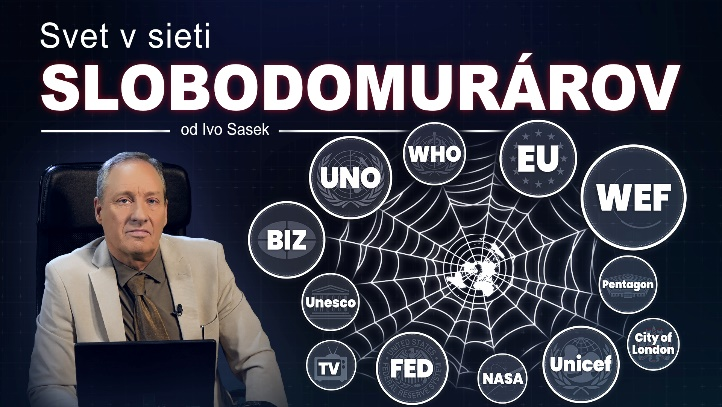 Svet v sieti
SLOBODOMURÁROV
od Ivo Sasek
WHO
EU
UNO
WEF
BIZ
Pentagon
Unesco
City of
London
TV
FED
Unicef
NASA